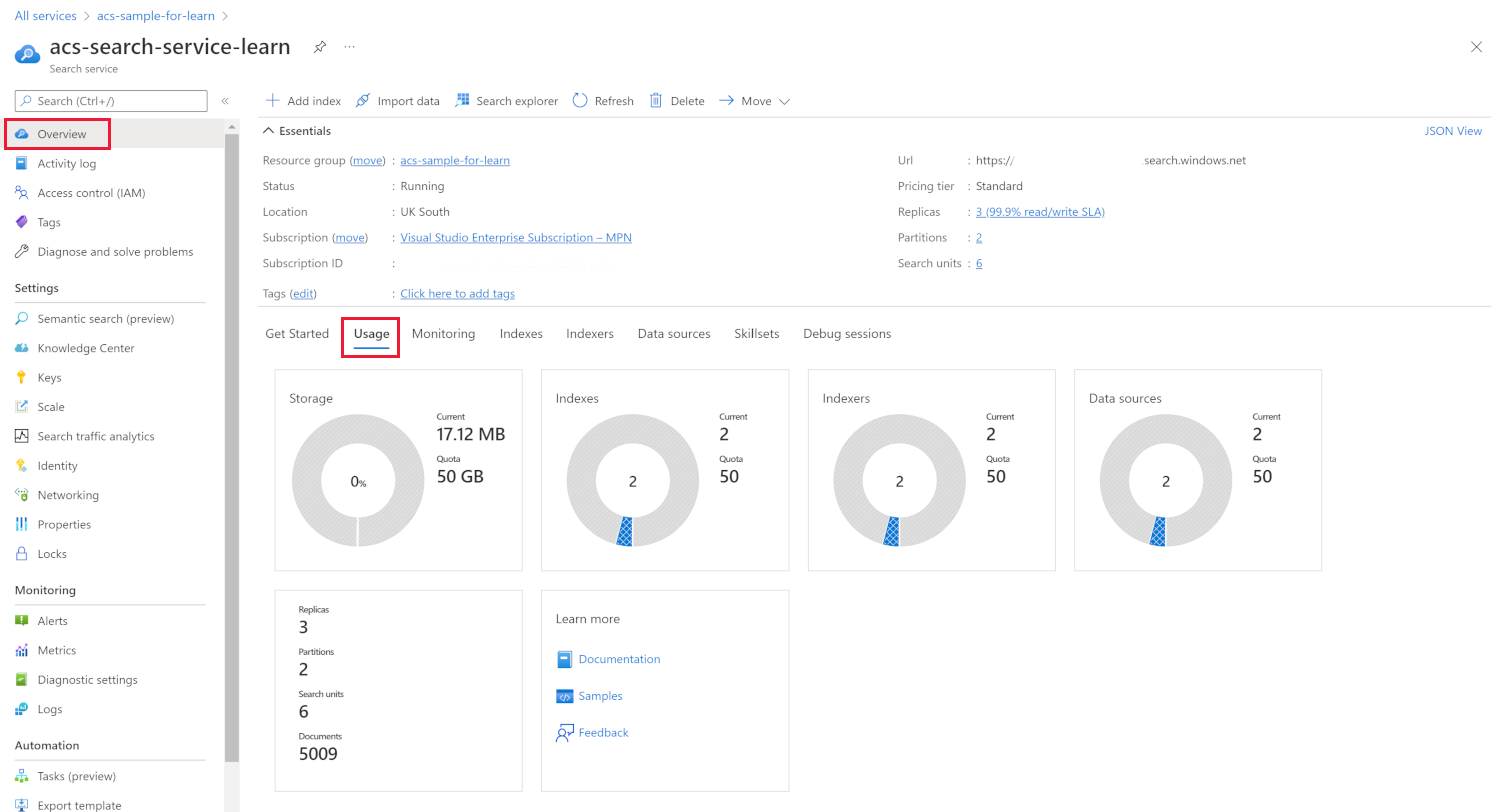 All services > acs-sample-for-learn >
acs-search-service-learn ...
Search service
Search (Ctrl+/) «
Overview
Activity log
Access control (IAM)
Tags
Diagnose and solve problems
Settings
Semantic search (preview)
Knowledge Center
Keys
Scale
Search traffic analytics
Identity
Networking
Properties
Locks
Monitoring
Alerts
Metrics
Diagnostic settings
Logs
Automation
Tasks (preview)
Export template
Add index Import data Search explorer Refresh Delete Move
Essentials JSON View
Resource group (move) : acs-sample-for-learn
Status : Running
Location : UK South
Subscription (move) : Visual Studio Enterprise Subscription – MPN
Subscription ID :
Tags (edit) : Click here to add tags
Url : https:// .search.windows.net
Pricing tier : Standard
Replicas : 3 (99.9% read/write SLA)
Partitions : 2
Search units : 6
Get Started Usage Monitoring Indexes Indexers Data sources Skillsets Debug sessions
Storage
0%
Current
17.12 MB
Quota
50 GB
Indexes
2
Current
2
Quota
50
Indexers
2
Current
2
Quota
50
Data sources
2
Current
2
Quota
50
Replicas
3
Partitions
2
Search units
6
Documents
5009
Learn more
Documentation
Samples
Feedback